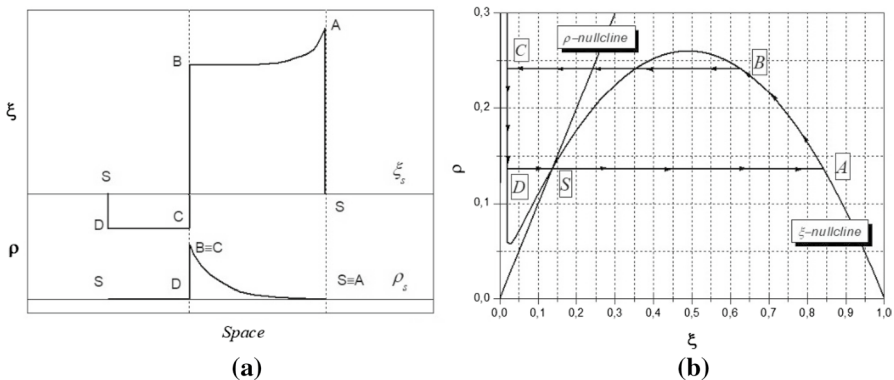 A
B
ξ
S
ξs
D
C
S
ρ
B≡C
S
D
S≡A
ρs
Space
(a)
0,3
ρ–nullcline
C
B
0,2
ρ
D
S
A
0,1
ξ–nullcline
0,0
0,0 0,1 0,2 0,3 0,4 0,5 0,6 0,7 0,8 0,9 1,0
ξ
(b)